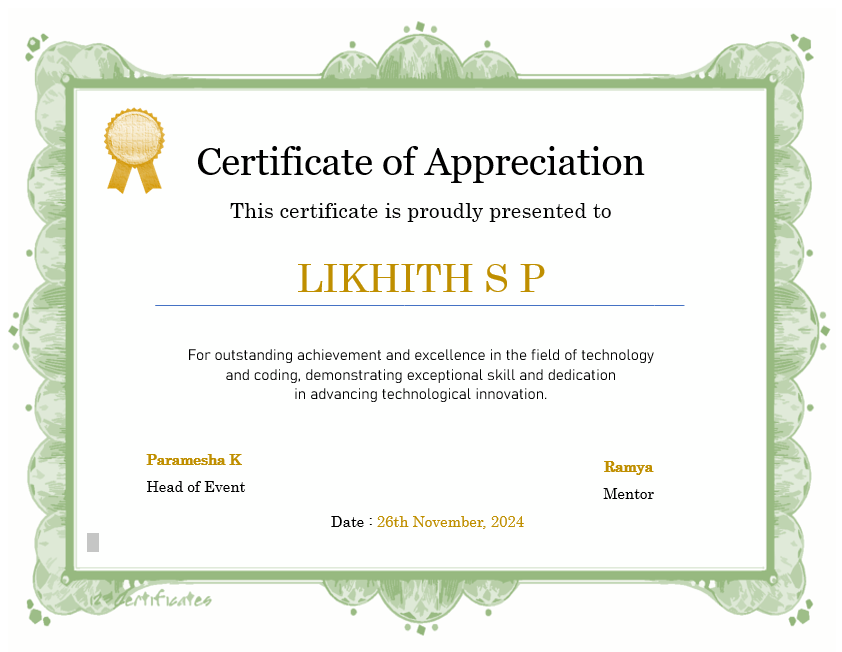 Certificate of Appreciation
This certificate is proudly presented to
LIKHITH S P
For outstanding achievement and excellence in the field of technology
and coding, demonstrating exceptional skill and dedication
in advancing technological innovation.
Paramesha K
Ramya
Head of Event
Mentor
Date : 26th November, 2024
123Certificates